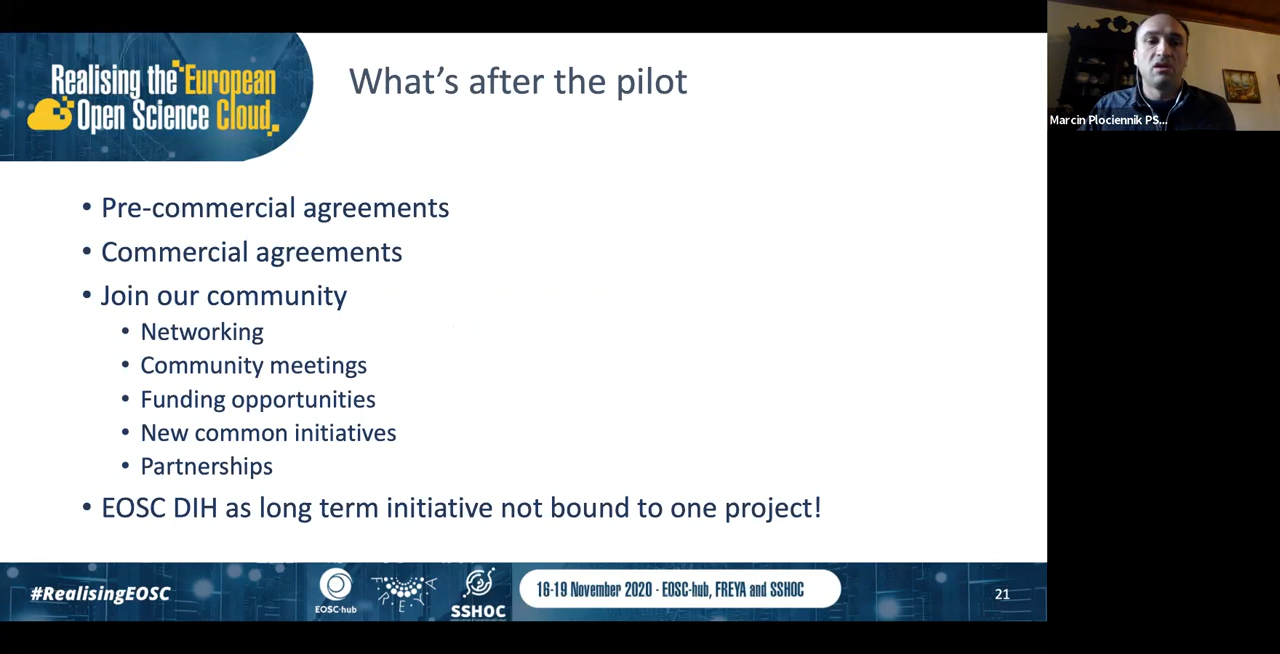 Realising the European
Open Science Cloud
What's after the pilot
Marcin Plociennik PS...
• Pre-commercial agreements
• Commercial agreements
• Join our community
• Networking
• Community meetings
• Funding opportunities
• New common initiatives
• Partnerships
• EOSC DIH as long term initiative not bound to one project!
#RealisingEOSC
EOSC-hub
FREYA
SSHOC
16-19 November 2020 - EOSC-hub, FREYA and SSHOC
21